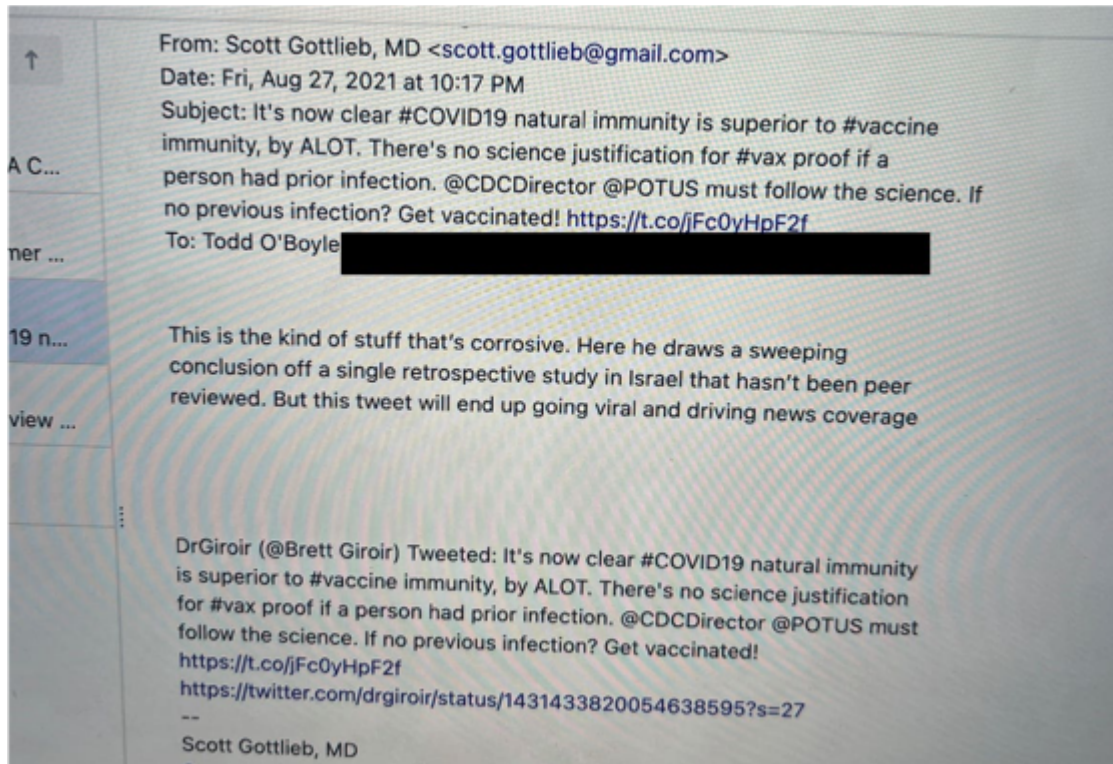 ↑
A C...
ner ...
19 n...
view ...
From: Scott Gottlieb, MD <scott.gottlieb@gmail.com>
Date: Fri, Aug 27, 2021 at 10:17 PM
Subject: It's now clear #COVID19 natural immunity is superior to #vaccine
immunity, by ALOT. There's no science justification for #vax proof if a
person had prior infection. @CDCDirector @POTUS must follow the science. If
no previous infection? Get vaccinated! https://t.co/jFc0yHpF2f
To: Todd O'Boyle
This is the kind of stuff that's corrosive. Here he draws a sweeping
conclusion off a single retrospective study in Israel that hasn't been peer
reviewed. But this tweet will end up going viral and driving news coverage
DrGiroir (@Brett Giroir) Tweeted: It's now clear #COVID19 natural immunity
is superior to #vaccine immunity, by ALOT. There's no science justification
for #vax proof if a person had prior infection. @CDCDirector @POTUS must
follow the science. If no previous infection? Get vaccinated!
https://t.co/jFc0yHpF2f
https://twitter.com/drgiroir/status/1431433820054638595?s=27
--
Scott Gottlieb, MD